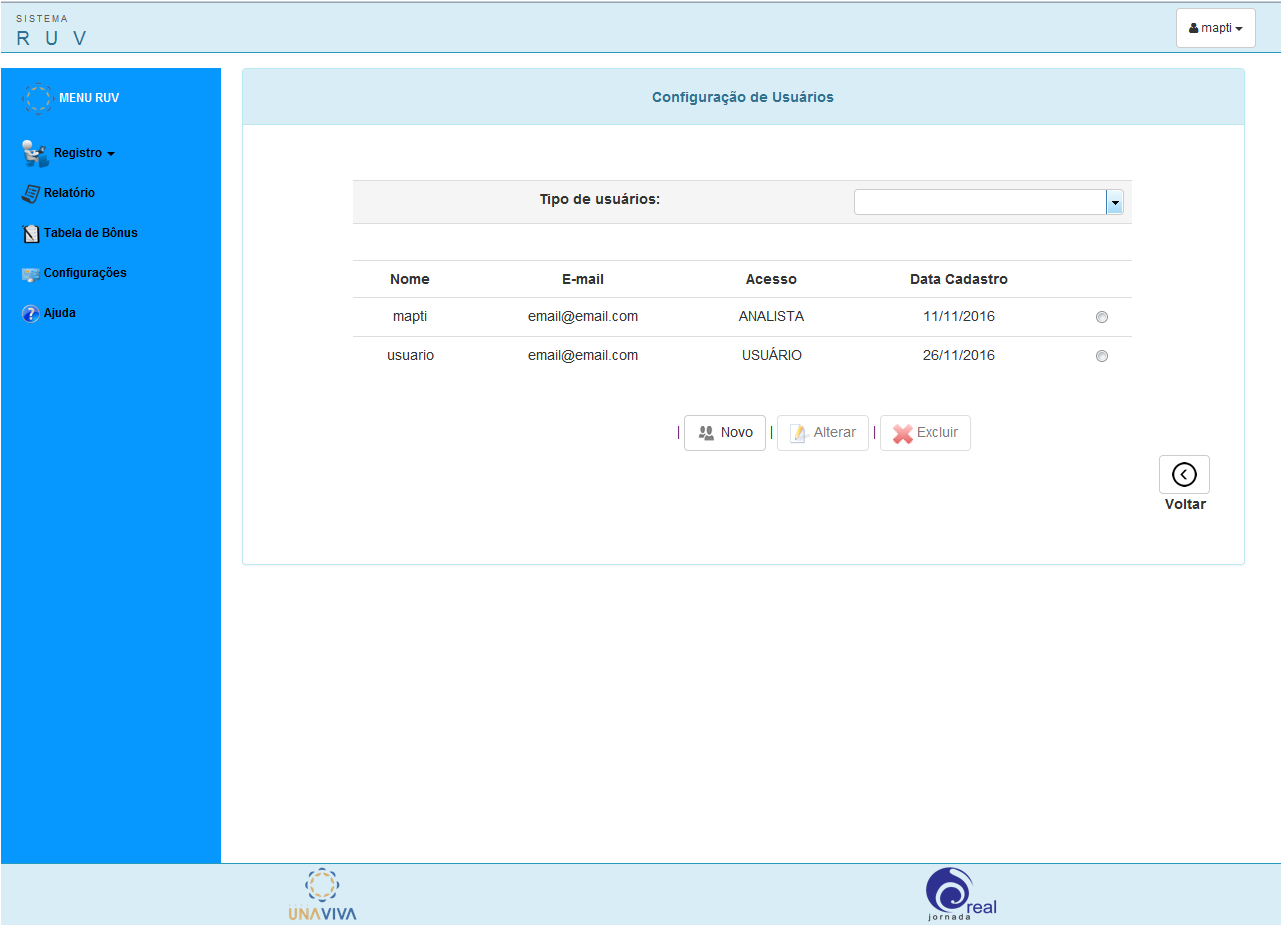 SISTEMA
R U V
mapti
MENU RUV
Registro
Relatório
Tabela de Bônus
Configurações
Ajuda
Configuração de Usuários
Tipo de usuários:
Nome E-mail Acesso Data Cadastro
mapti email@email.com ANALISTA 11/11/2016
usuario email@email.com USUÁRIO 26/11/2016
| Novo | Alterar | Excluir
Voltar
UNAVIVA
real
jornada